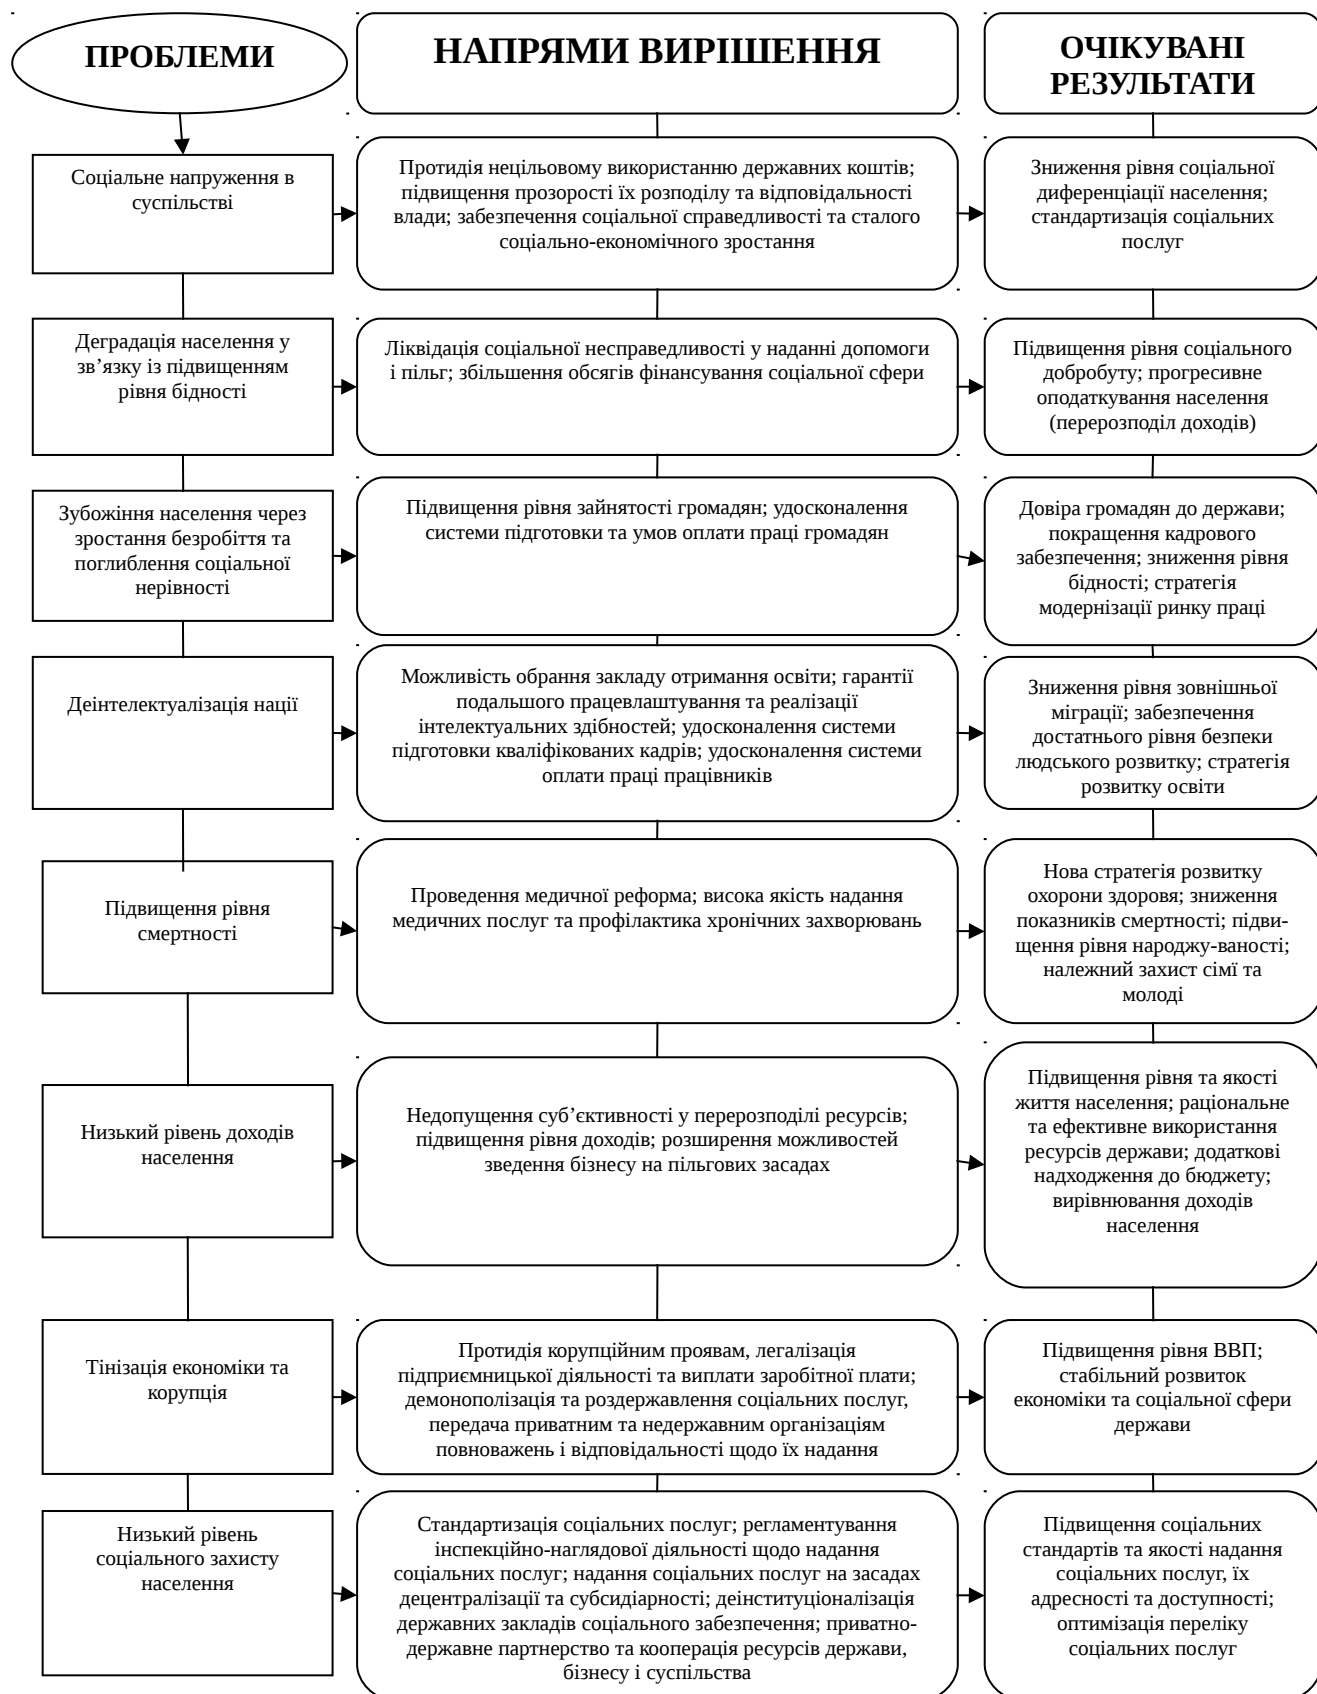 ПРОБЛЕМИ
НАПРЯМИ ВИРІШЕННЯ
ОЧІКУВАНІ
РЕЗУЛЬТАТИ
Соціальне напруження в
суспільстві
Протидія нецільовому використанню державних коштів;
підвищення прозорості їх розподілу та відповідальності
влади; забезпечення соціальної справедливості та сталого
соціально-економічного зростання
Зниження рівня соціальної
диференціації населення;
стандартизація соціальних
послуг
Деградація населення у
зв’язку із підвищенням
рівня бідності
Ліквідація соціальної несправедливості у наданні допомоги
і пільг; збільшення обсягів фінансування соціальної сфери
Підвищення рівня соціального
добробуту; прогресивне
оподаткування населення
(перерозподіл доходів)
Зубожіння населення через
зростання безробіття та
поглиблення соціальної
нерівності
Підвищення рівня зайнятості громадян; удосконалення
системи підготовки та умов оплати праці громадян
Довіра громадян до держави;
покращення кадрового
забезпечення; зниження рівня
бідності; стратегія
модернізації ринку праці
Деінтелектуалізація нації
Можливість обрання закладу отримання освіти; гарантії
подальшого працевлаштування та реалізації
інтелектуальних здібностей; удосконалення системи
підготовки кваліфікованих кадрів; удосконалення системи
оплати праці працівників
Зниження рівня зовнішньої
міграції; забезпечення
достатнього рівня безпеки
людського розвитку; стратегія
розвитку освіти
Підвищення рівня
смертності
Проведення медичної реформа; висока якість надання
медичних послуг та профілактика хронічних захворювань
Нова стратегія розвитку
охорони здоровя; зниження
показників смертності; підви-
щення рівня народжу-ваності;
належний захист сімї та
молоді
Низький рівень доходів
населення
Недопущення суб’єктивності у перерозподілі ресурсів;
підвищення рівня доходів; розширення можливостей
зведення бізнесу на пільгових засадах
Підвищення рівня та якості
життя населення; раціональне
та ефективне використання
ресурсів держави; додаткові
надходження до бюджету;
вирівнювання доходів
населення
Тінізація економіки та
корупція
Протидія корупційним проявам, легалізація
підприємницької діяльності та виплати заробітної плати;
демонополізація та роздержавлення соціальних послуг,
передача приватним та недержавним організаціям
повноважень і відповідальності щодо їх надання
Підвищення рівня ВВП;
стабільний розвиток
економіки та соціальної сфери
держави
Низький рівень
соціального захисту
населення
Стандартизація соціальних послуг; регламентування
інспекційно-наглядової діяльності щодо надання
соціальних послуг; надання соціальних послуг на засадах
децентралізації та субсидіарності; деінституціоналізація
державних закладів соціального забезпечення; приватно-
державне партнерство та кооперація ресурсів держави,
бізнесу і суспільства
Підвищення соціальних
стандартів та якості надання
соціальних послуг, їх
адресності та доступності;
оптимізація переліку
соціальних послуг